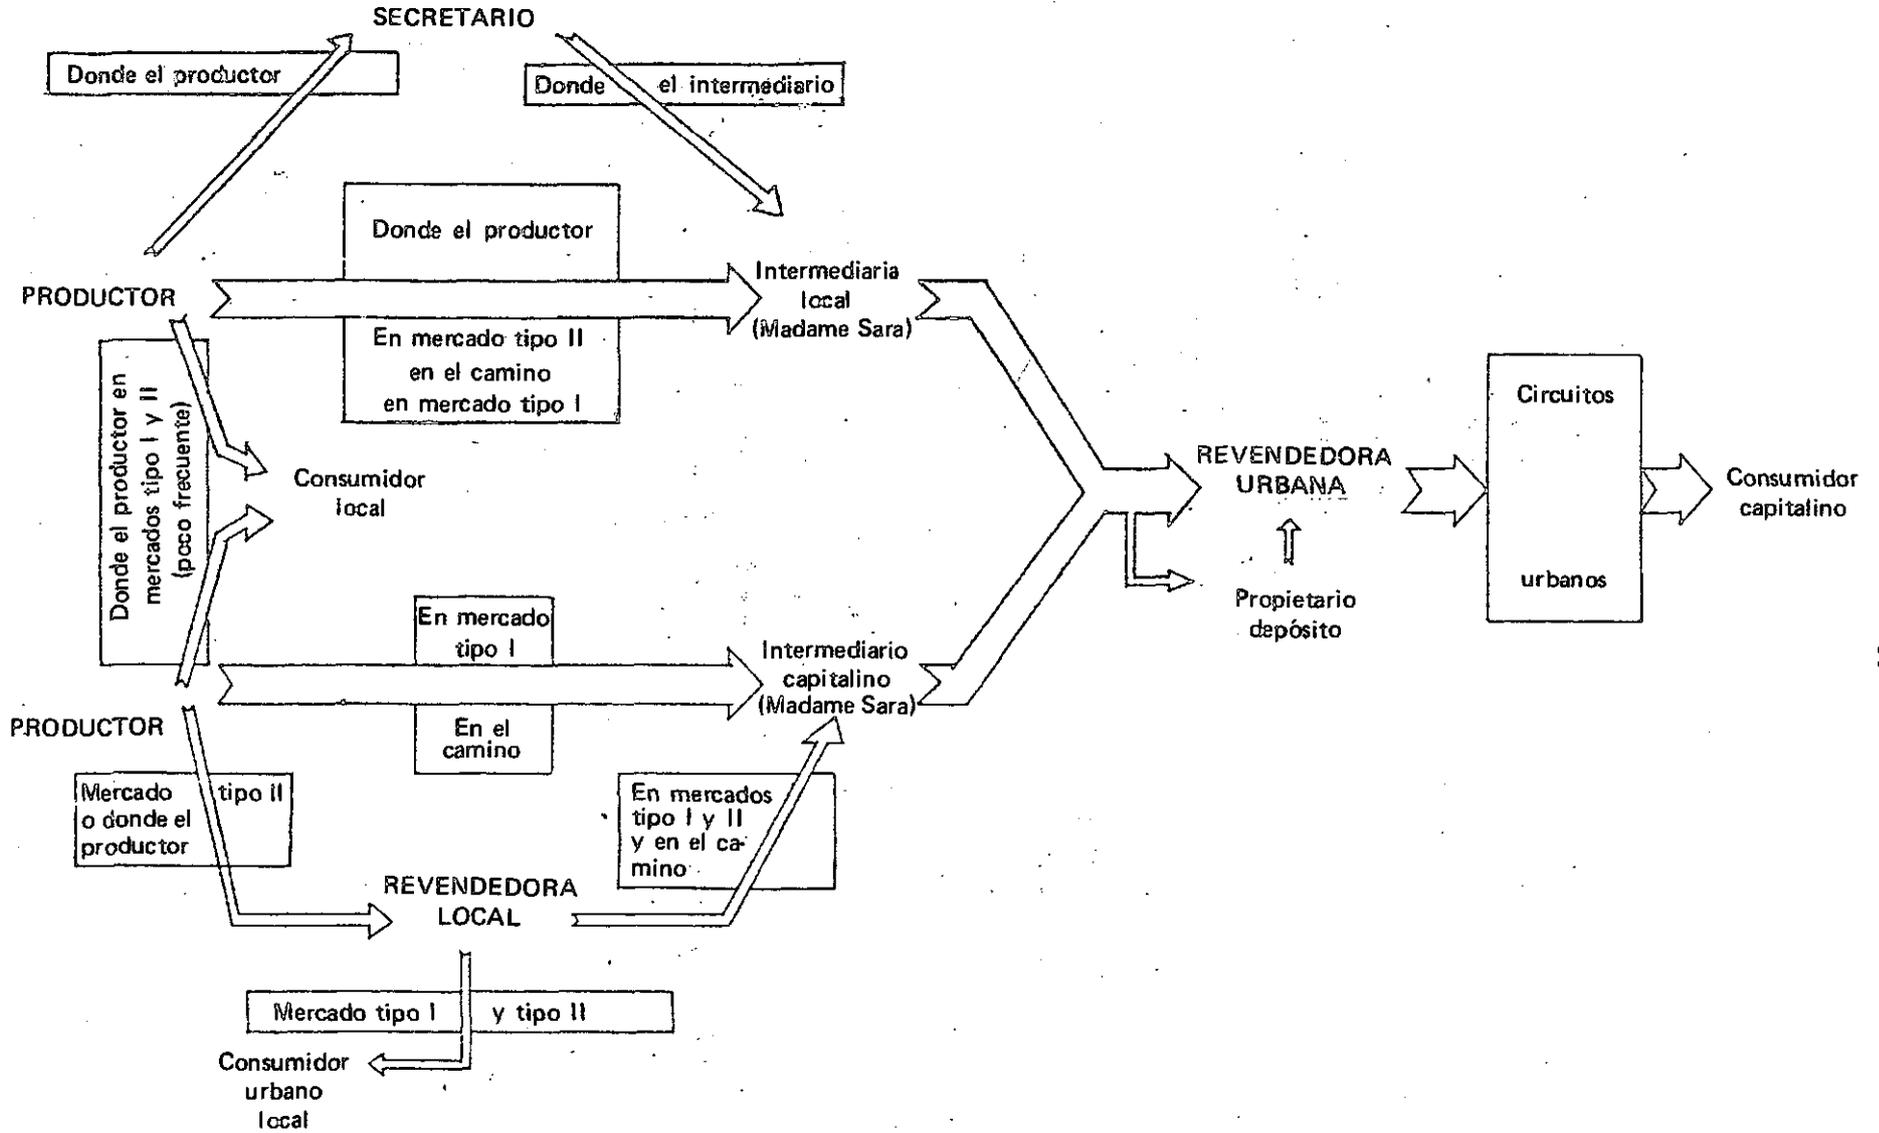 SECRETARIO
Donde el productor
Donde el intermediario
Donde el productor
PRODUCTOR
Intermediaria
local
(Madame Sara)
En mercado tipo II
en el camino
en mercado tipo I
Donde el productor en
mercados tipo I y II
(poco frecuente)
Consumidor
local
Circuitos
urbanos
REVENDEDORA
URBANA
Consumidor
capitalino
Propietario
depósito
En mercado
tipo I
En el
camino
Intermediario
capitalino
(Madame Sara)
PRODUCTOR
Mercado tipo II
o donde el
productor
En mercados
tipo I y II
y en el ca-
mino
REVENDEDORA
LOCAL
Mercado tipo I y tipo II
Consumidor
urbano
local